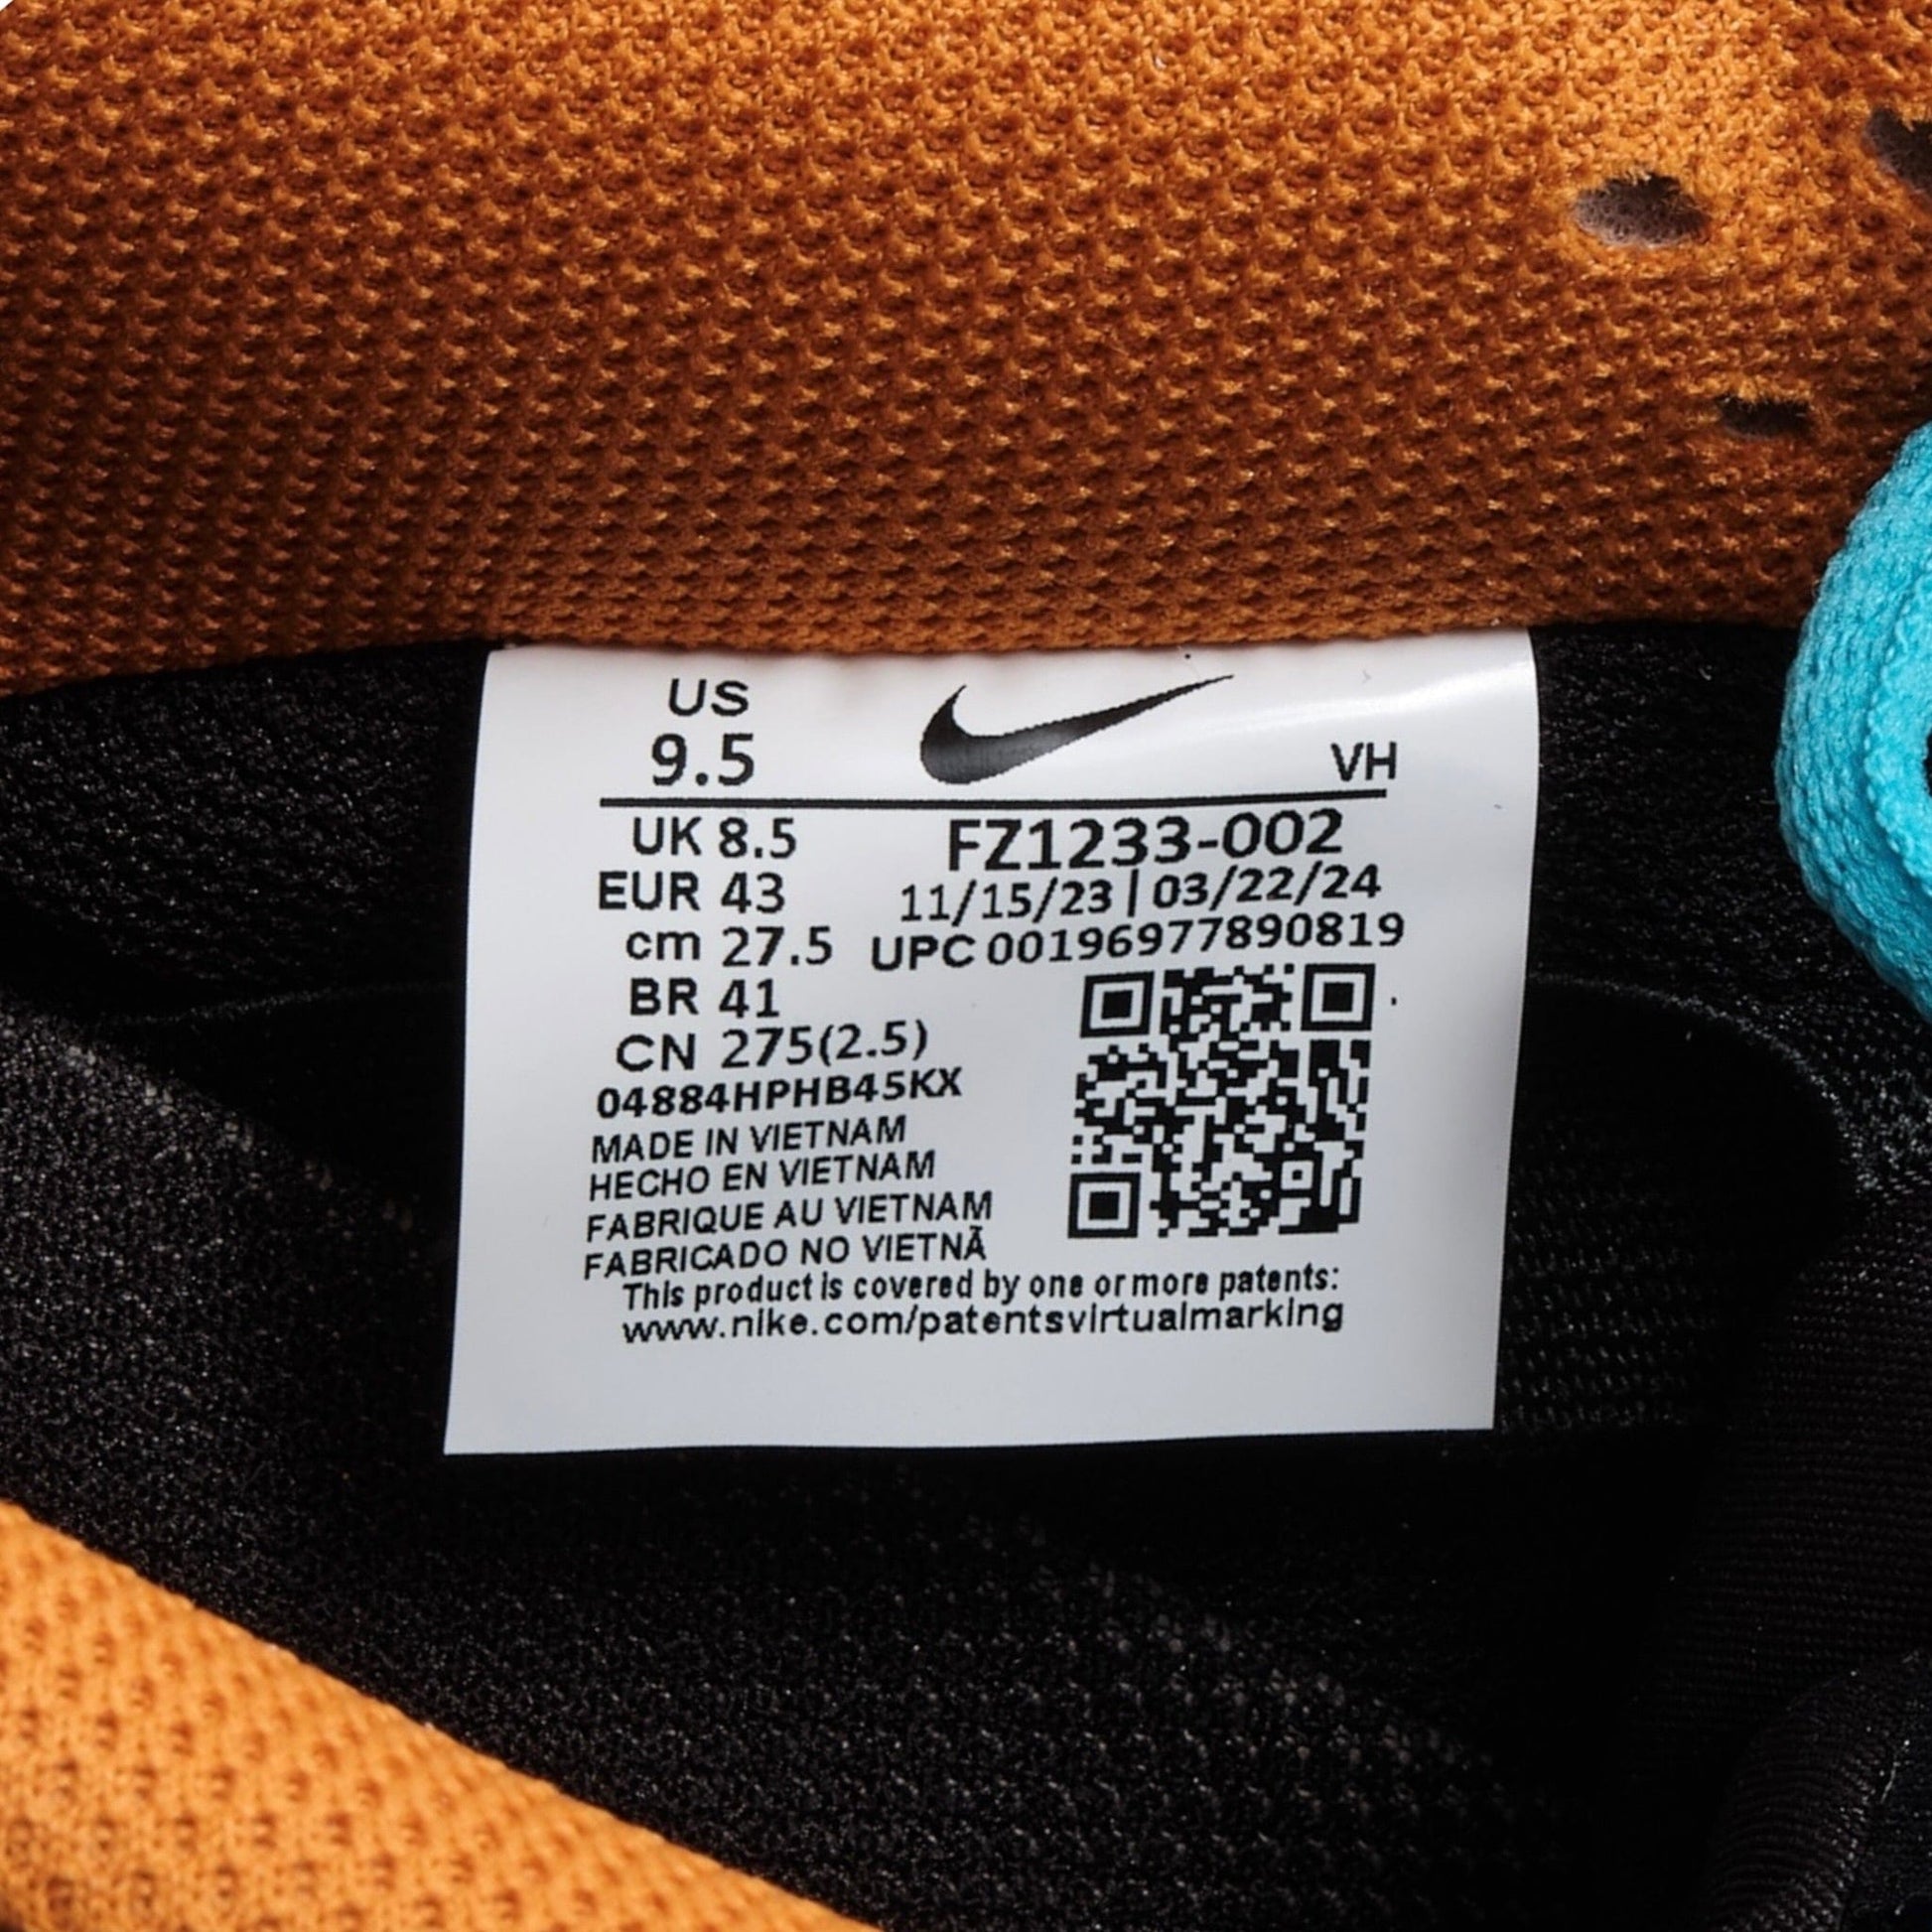 US
9.5
VH
UK 8.5
FZ1233-002
EUR 43
11/15/23 | 03/22/24
cm 27.5
UPC 00196977890819
BR 41
CN 275(2.5)
04884HPHB45KX
MADE IN VIETNAM
HECHO EN VIETNAM
FABRIQUE AU VIETNAM
FABRICADO NO VIETNÃ
This product is covered by one or more patents:
www.nike.com/patentsvirtualmarking